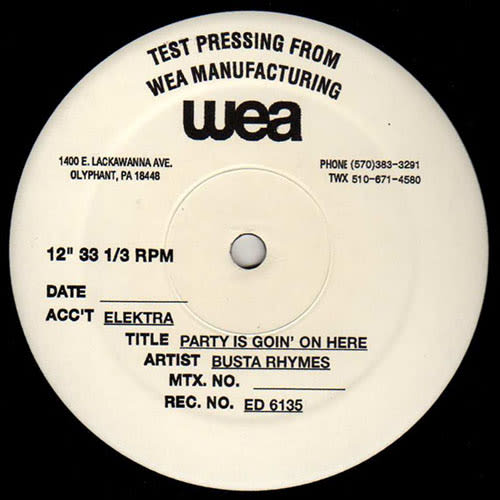 TEST PRESSING FROM
WEA MANUFACTURING
wea
1400 E. LACKAWANNA AVE.
OLYPHANT, PA 18448
PHONE (570)383-3291
TWX 510-671-4580
12" 33 1/3 RPM
DATE
ACC'T ELEKTRA
TITLE PARTY IS GOIN' ON HERE
ARTIST BUSTA RHYMES
MTX. NO.
REC. NO. ED 6135